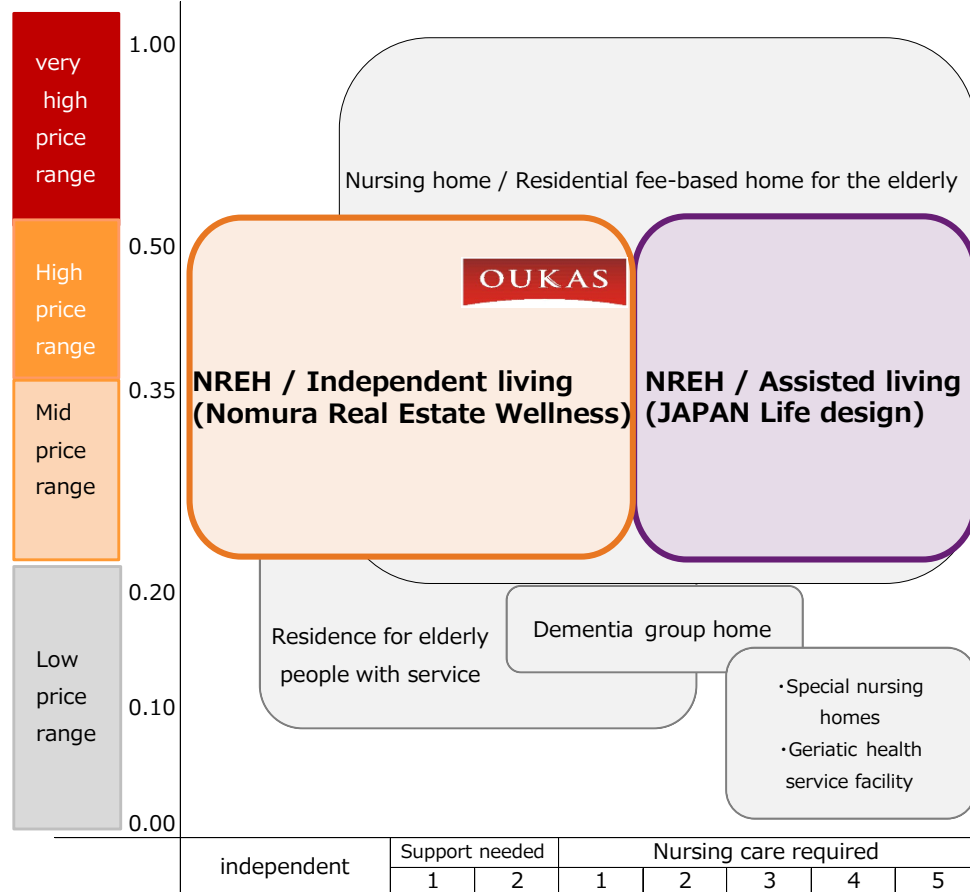 very
high
price
range
High
price
range
Mid
price
range
Low
price
range
1.00
0.50
0.35
0.20
0.10
0.00
Nursing home / Residential fee-based home for the elderly
OUKAS
NREH / Independent living
(Nomura Real Estate Wellness)
NREH / Assisted living
(JAPAN Life design)
Residence for elderly
people with service
Dementia group home
・Special nursing
homes
・Geriatic health
service facility
independent
Support needed
Nursing care required
1 2 1 2 3 4 5